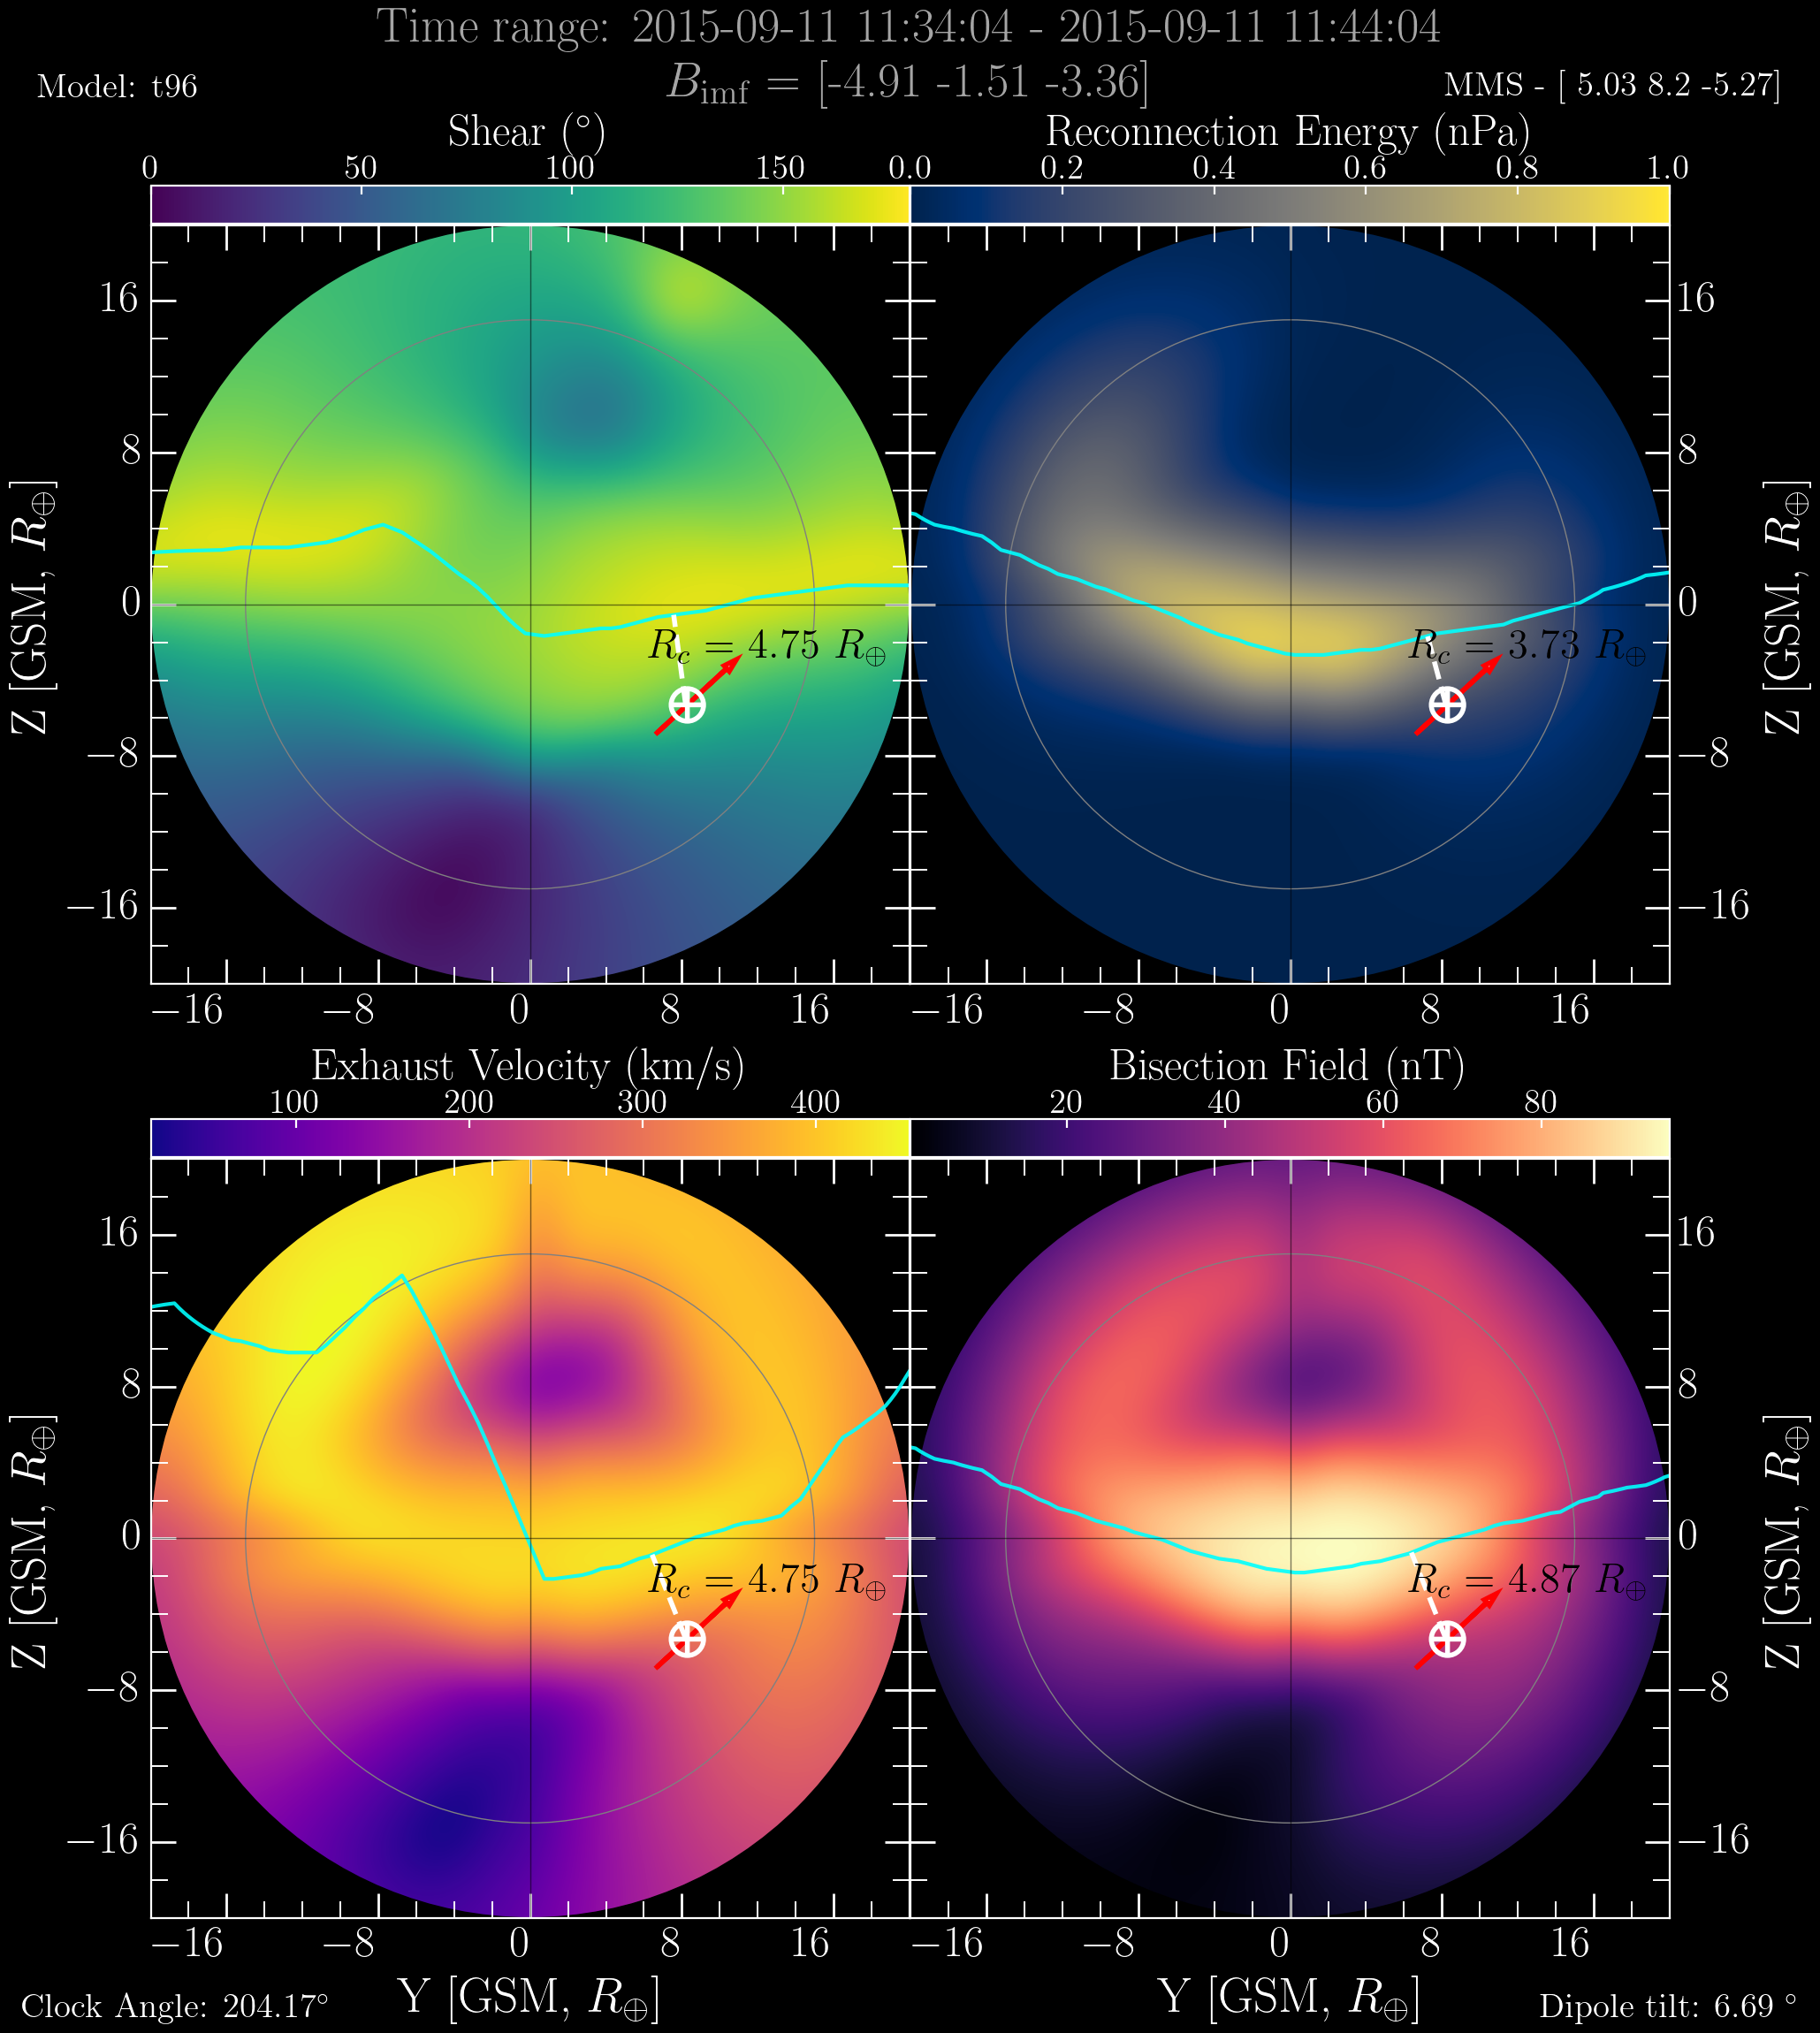 Time range: 2015-09-11 11:34:04 - 2015-09-11 11:44:04
Model: t96
B_imf = [-4.91 -1.51 -3.36]
MMS - [ 5.03 8.2 -5.27]
Shear (°)
Reconnection Energy (nPa)
0 50 100 150
0.0 0.2 0.4 0.6 0.8 1.0
16
8
0
−8
−16
Z [GSM, R⊕]
R_c = 4.75 R⊕
−16 −8 0 8 16
R_c = 3.73 R⊕
16
8
0
−8
−16
Z [GSM, R⊕]
−16 −8 0 8 16
Exhaust Velocity (km/s)
Bisection Field (nT)
100 200 300 400
20 40 60 80
16
8
0
−8
−16
Z [GSM, R⊕]
R_c = 4.75 R⊕
−16 −8 0 8 16
Y [GSM, R⊕]
R_c = 4.87 R⊕
16
8
0
−8
−16
Z [GSM, R⊕]
−16 −8 0 8 16
Y [GSM, R⊕]
Clock Angle: 204.17°
Dipole tilt: 6.69 °